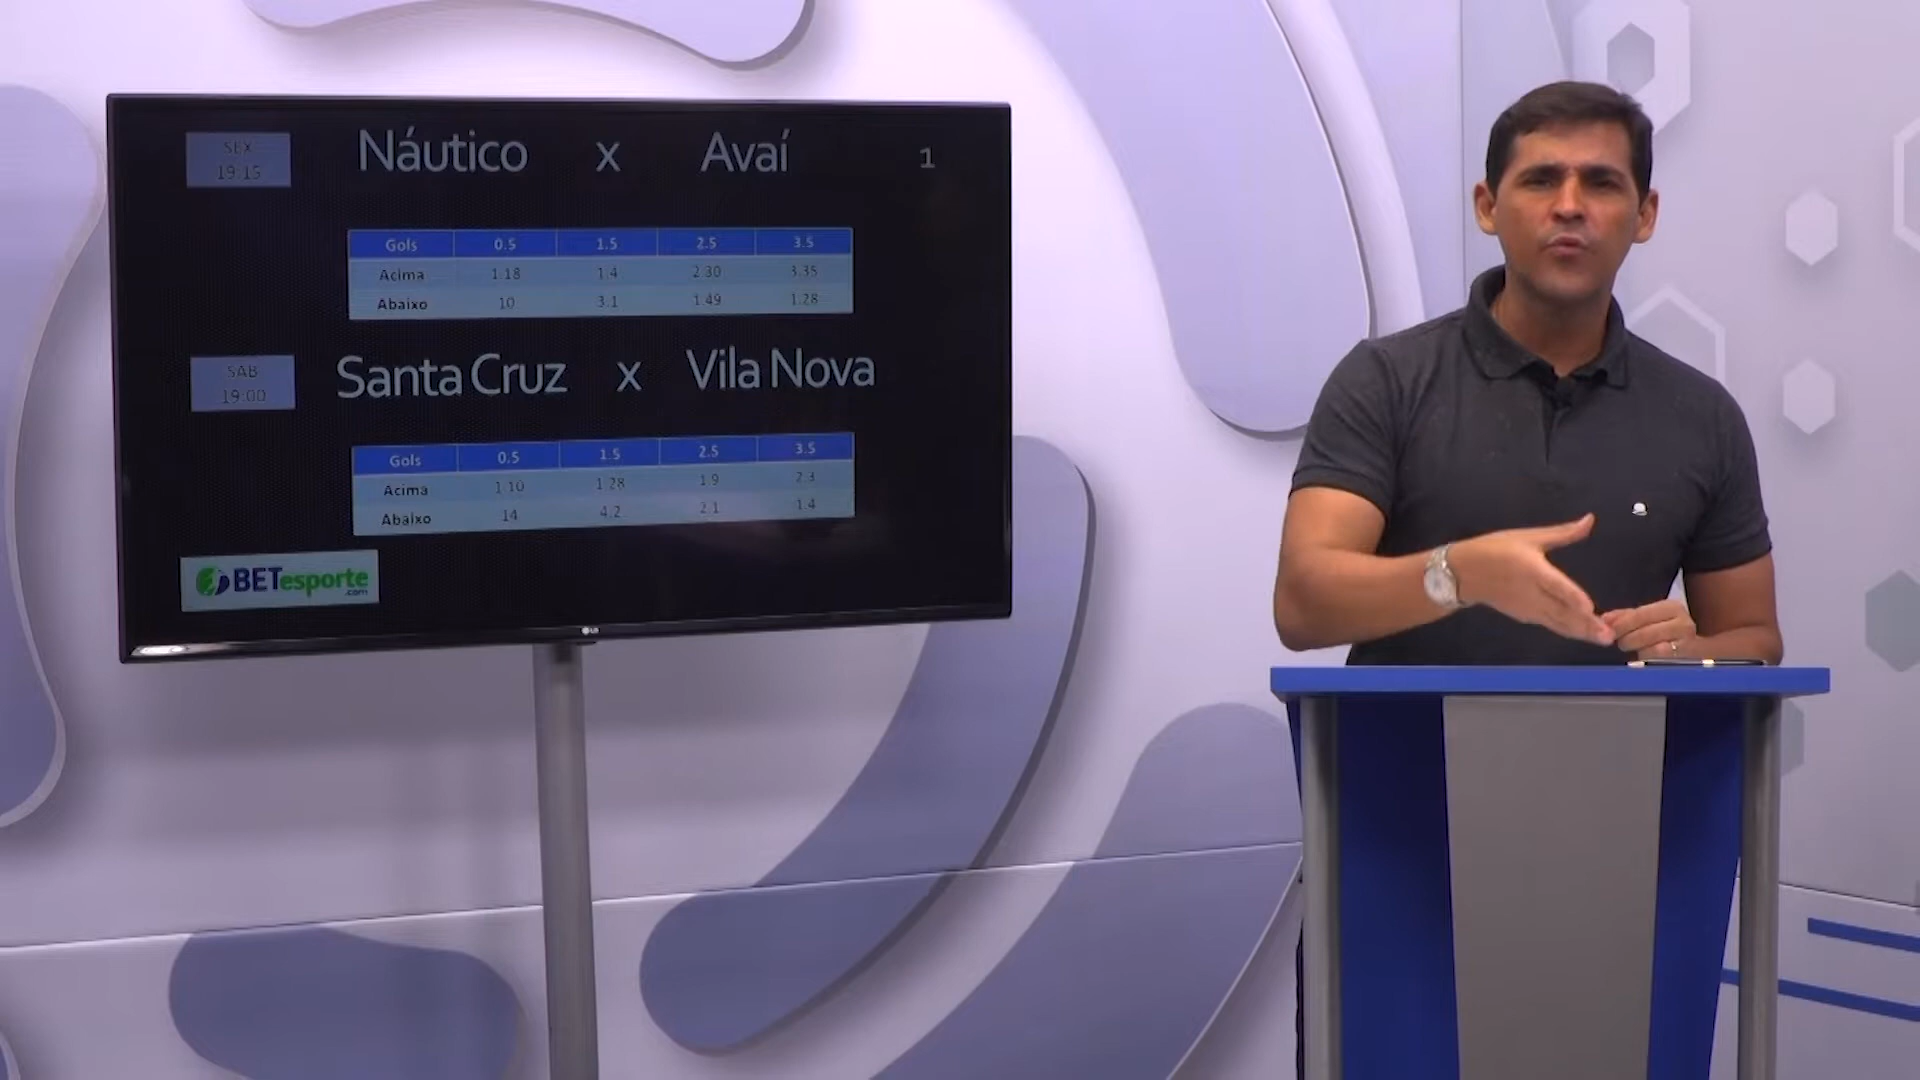 SEX
19:15
Náutico x Avaí 1
Gols 0.5 1.5 2.5 3.5
Acima 1.18 1.4 2.30 3.35
Abaixo 10 3.1 1.49 1.28
SAB
19:00
Santa Cruz x Vila Nova
Gols 0.5 1.5 2.5 3.5
Acima 1.10 1.28 1.9 2.3
Abaixo 14 4.2 2.1 1.4
BETesporte
.com
LG